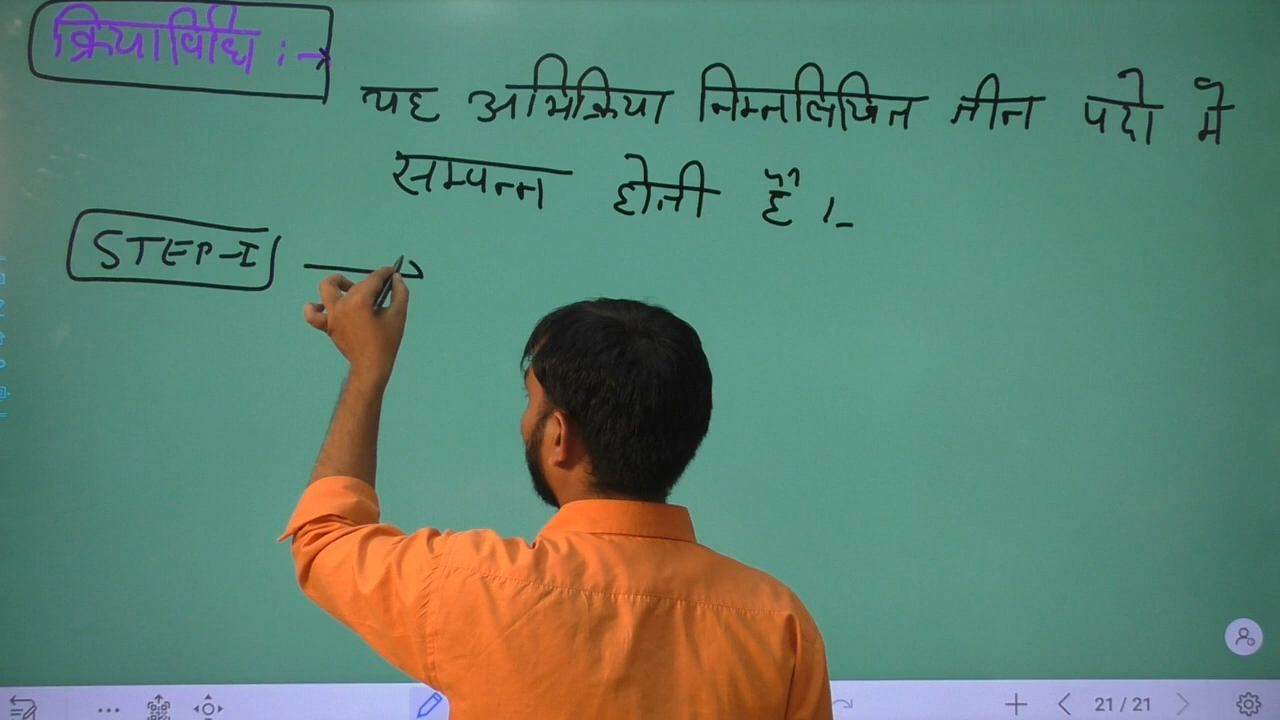 क्रियाविधि :→
यह अभिक्रिया निम्नलिखित तीन पदो मे
सम्पन्न होती हैं।-
STEP-I →
21 / 21